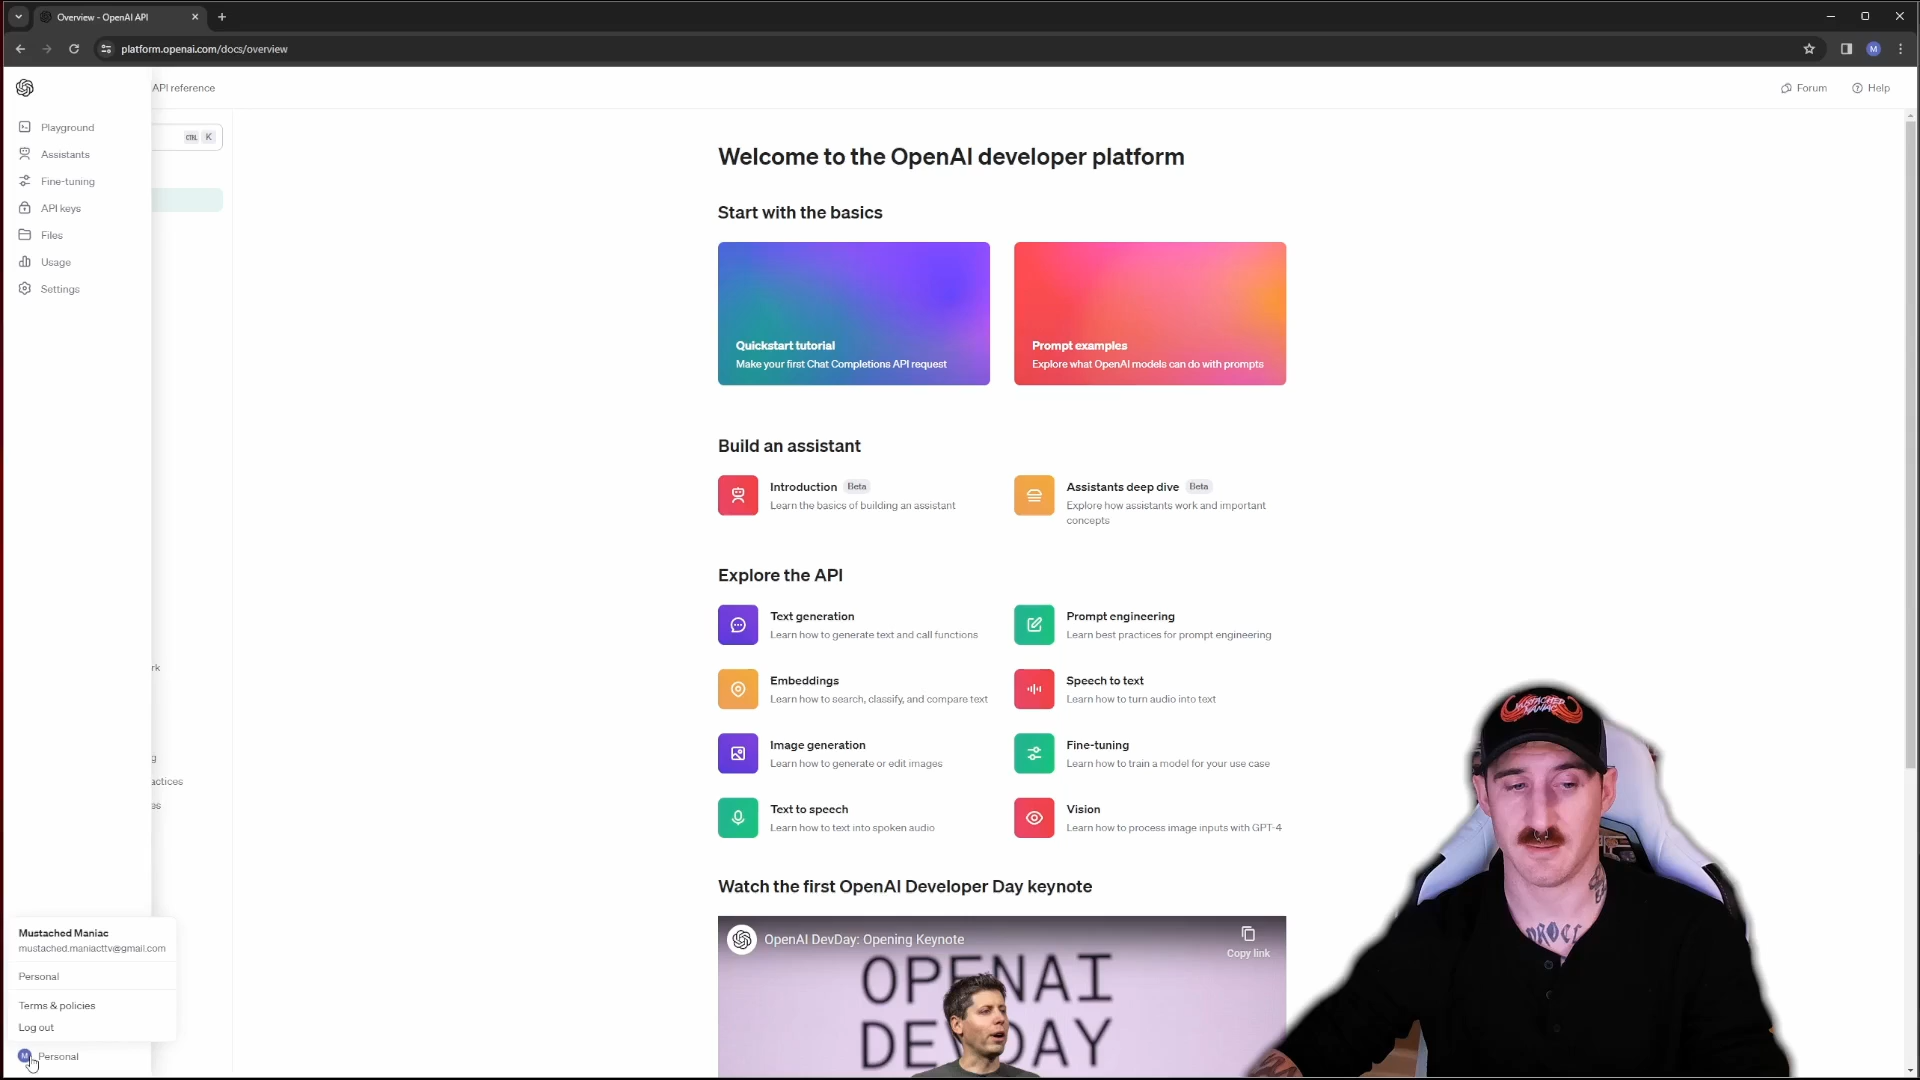 Overview - OpenAI API
platform.openai.com/docs/overview
M
API reference
Forum
Help
Playground
CTRL K
Assistants
Fine-tuning
API keys
Files
Usage
Settings
Welcome to the OpenAI developer platform
Start with the basics
Quickstart tutorial
Make your first Chat Completions API request
Prompt examples
Explore what OpenAI models can do with prompts
Build an assistant
Introduction Beta
Learn the basics of building an assistant
Assistants deep dive Beta
Explore how assistants work and important
concepts
Explore the API
Text generation
Learn how to generate text and call functions
Prompt engineering
Learn best practices for prompt engineering
Embeddings
Learn how to search, classify, and compare text
Speech to text
Learn how to turn audio into text
Image generation
Learn how to generate or edit images
Fine-tuning
Learn how to train a model for your use case
Text to speech
Learn how to text into spoken audio
Vision
Learn how to process image inputs with GPT-4
rk
g
actices
es
Watch the first OpenAI Developer Day keynote
OpenAI DevDay: Opening Keynote
Copy link
OPENAI
DEVDAY
MUSTACHED
MANIAC
Mustached Maniac
mustached.maniacttv@gmail.com
Personal
Terms & policies
Log out
M
Personal